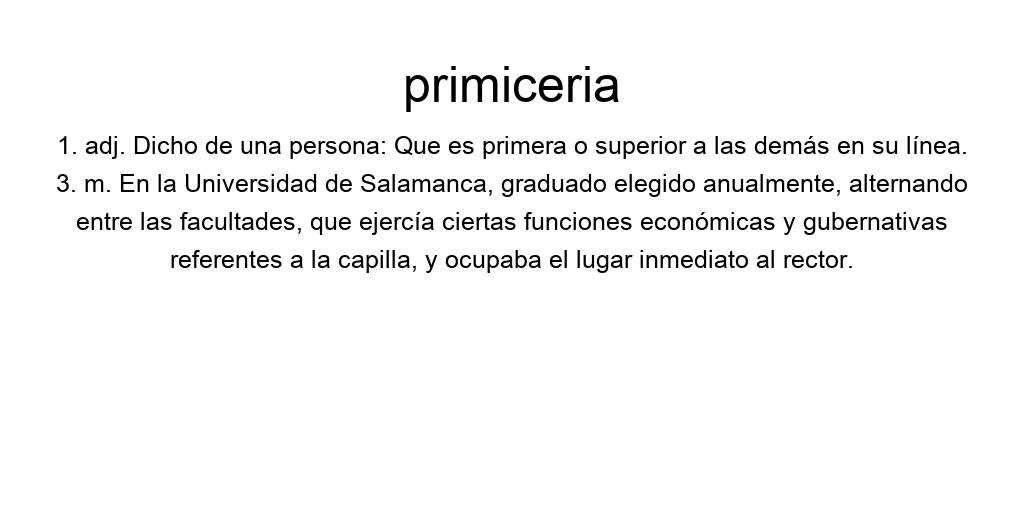 primiceria
1. adj. Dicho de una persona: Que es primera o superior a las demás en su línea.
3. m. En la Universidad de Salamanca, graduado elegido anualmente, alternando
entre las facultades, que ejercía ciertas funciones económicas y gubernativas
referentes a la capilla, y ocupaba el lugar inmediato al rector.